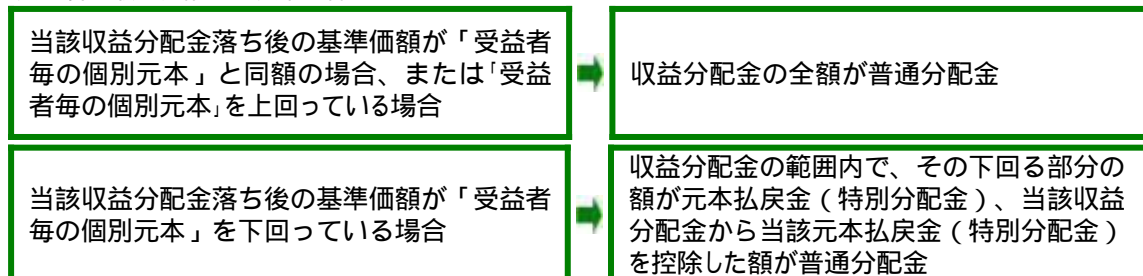 当該収益分配金落ち後の基準価額が「受益者
毎の個別元本」と同額の場合、または「受益
者毎の個別元本」を上回っている場合
収益分配金の全額が普通分配金
当該収益分配金落ち後の基準価額が「受益者
毎の個別元本」を下回っている場合
収益分配金の範囲内で、その下回る部分の
額が元本払戻金(特別分配金)、当該収益
分配金から当該元本払戻金(特別分配金)
を控除した額が普通分配金